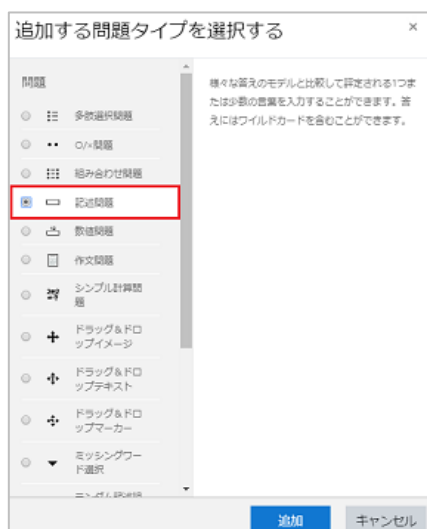 追加する問題タイプを選択する
×
問題
多肢選択問題
○/×問題
組み合わせ問題
記述問題
数値問題
作文問題
シンプル計算問
題
ドラッグ&ドロ
ップイメージ
ドラッグ&ドロ
ップテキスト
ドラッグ&ドロ
ップマーカー
ミッシングワー
ド選択
様々な答えのモデルと比較して評定される1つま
たは少数の言葉を入力することができます。答
えにはワイルドカードを含むことができます。
追加
キャンセル